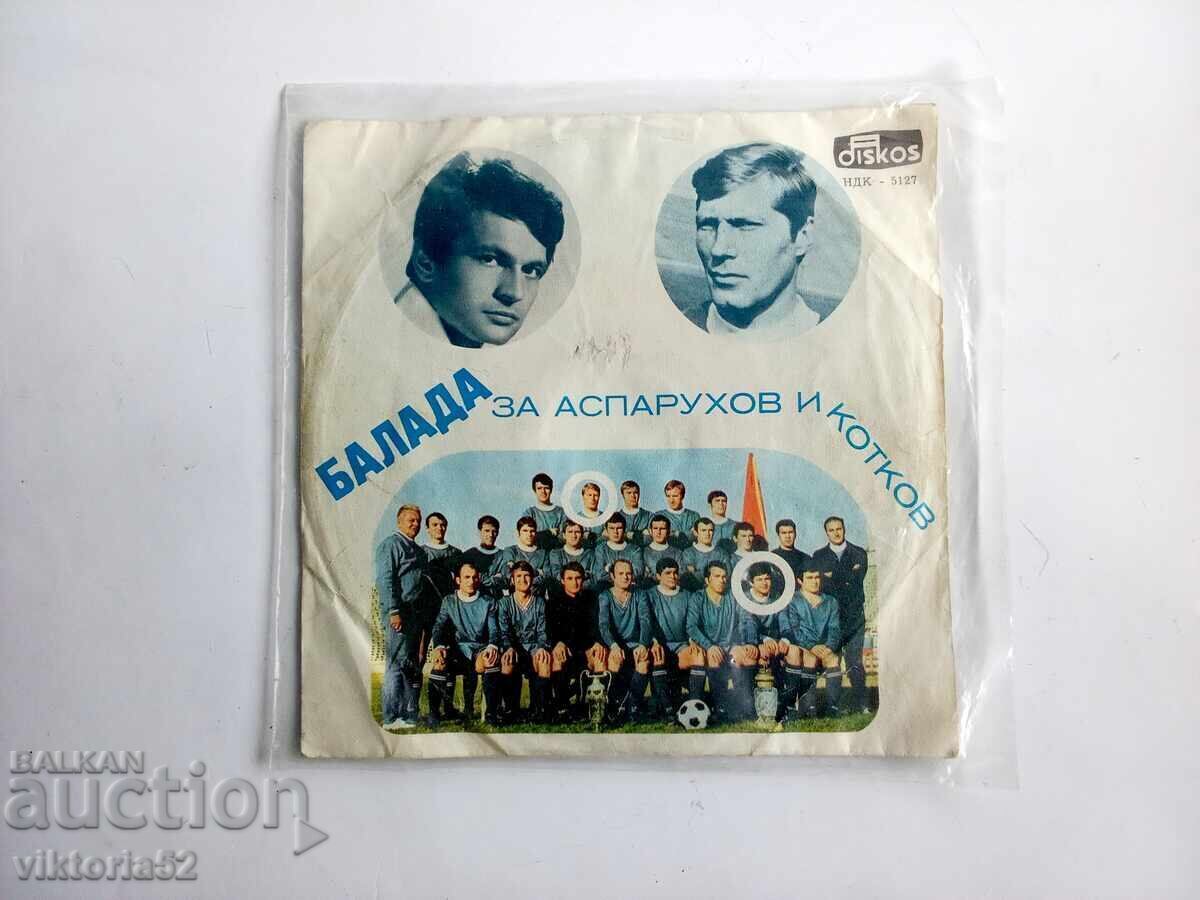 diskos
НДК - 5127
БАЛАДА ЗА АСПАРУХОВ И КОТКОВ
BALKAN
auction
viktoria52